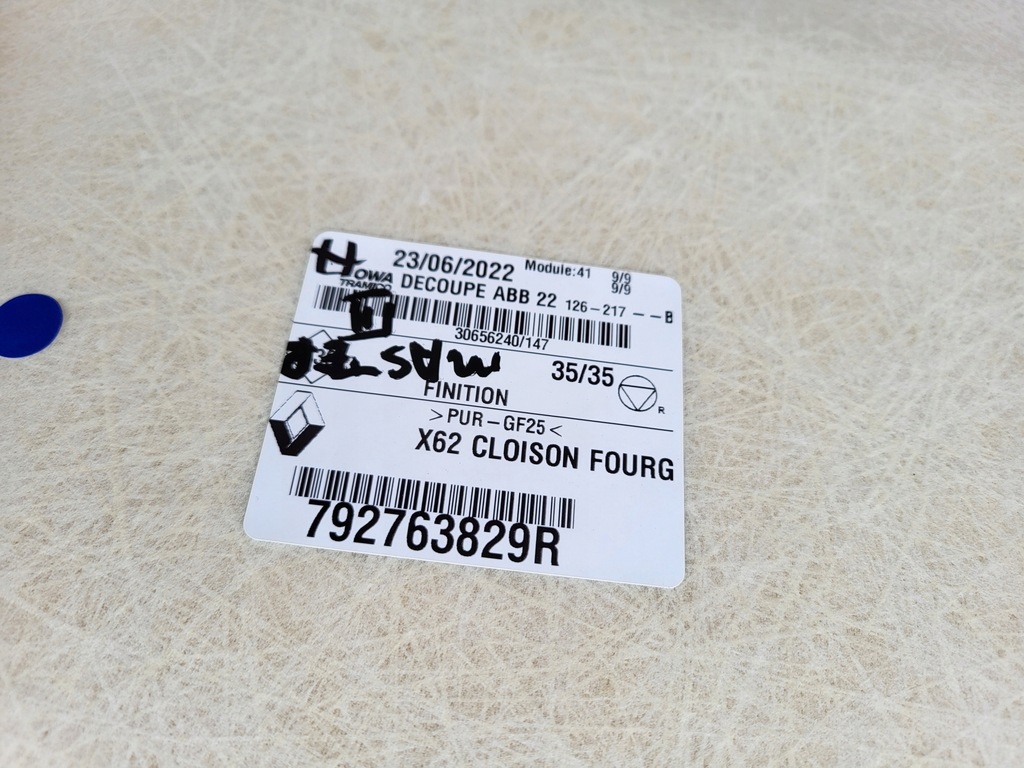 HOWA
TRAMICO
23/06/2022 Module:41 9/9
9/9
DECOUPE ABB 22 126-217 --B
30656240/147
35/35
FINITION
R
>PUR-GF25<
X62 CLOISON FOURG
792763829R